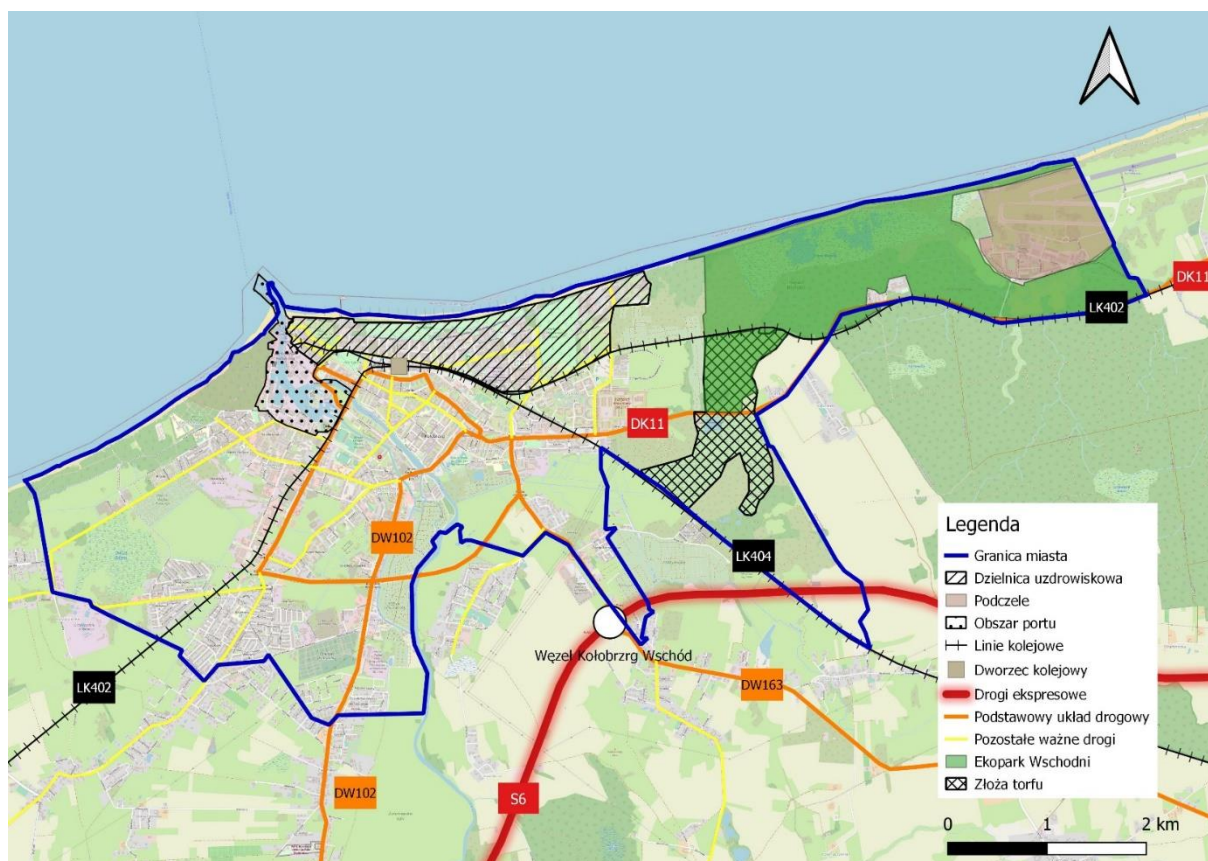 DK11
LK402
DK11
DW102
LK404
Węzeł Kołobrzrg Wschód
LK402
DW163
DW102
S6
Legenda
Granica miasta
Dzielnica uzdrowiskowa
Podczele
Obszar portu
Linie kolejowe
Dworzec kolejowy
Drogi ekspresowe
Podstawowy układ drogowy
Pozostałe ważne drogi
Ekopark Wschodni
Złoża torfu
0 1 2 km